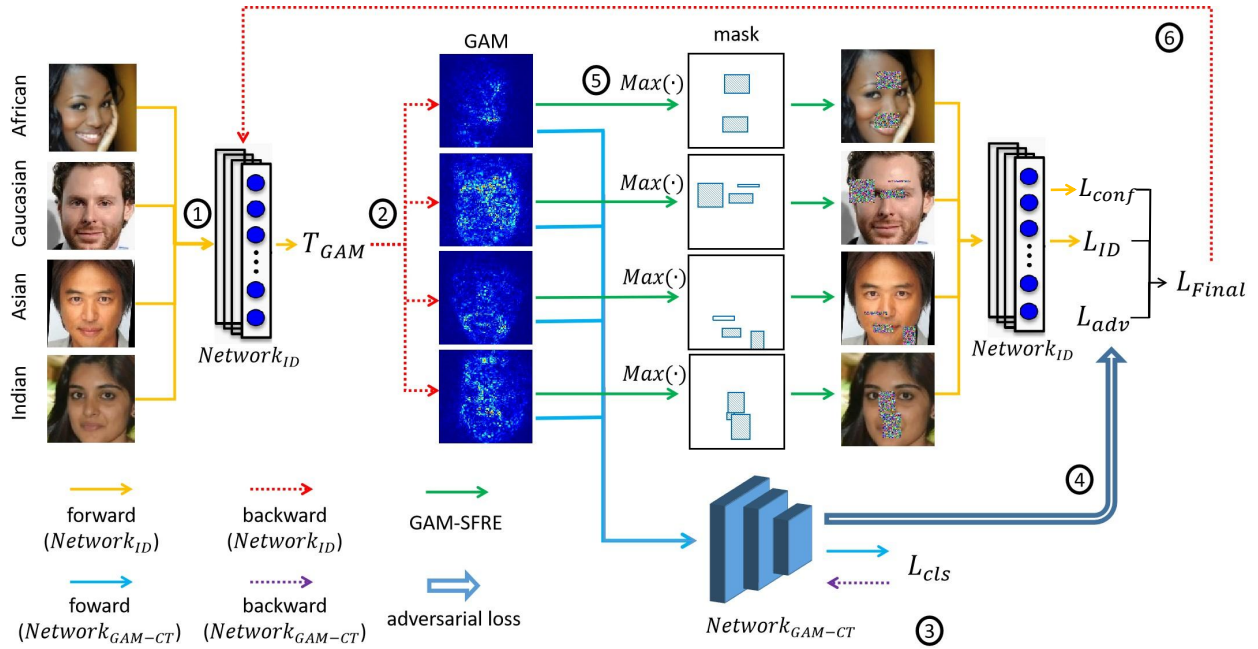 GAM
mask
⑥
African
⑤
Max(·)
①
Caucasian
②
Max(·)
T_GAM
L_conf
L_ID
L_Final
L_adv
Asian
Max(·)
Network_ID
Network_ID
Indian
Max(·)
④
forward
(Network_ID)
backward
(Network_ID)
GAM-SFRE
L_cls
foward
(Network_GAM−CT)
backward
(Network_GAM−CT)
adversarial loss
Network_GAM−CT
③